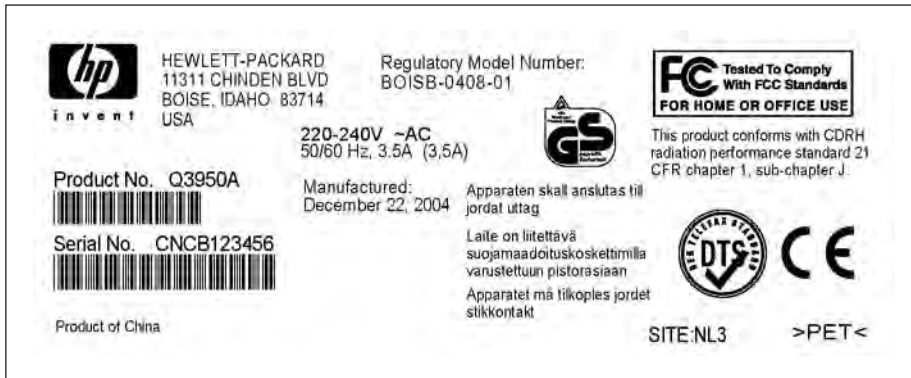 hp
invent
HEWLETT-PACKARD
11311 CHINDEN BLVD
BOISE, IDAHO 83714
USA
Regulatory Model Number:
BOISB-0408-01
220-240V ~AC
50/60 Hz, 3.5A (3,5A)
Manufactured:
December 22, 2004
Product No. Q3950A
Serial No. CNCB123456
Product of China
GS
Apparaten skall anslutas till
jordat uttag
Laite on liitettävä
suojamaadoituskoskettimilla
varustettuun pistorasiaan
Apparatet må tilkoples jordet
stikkontakt
FC Tested To Comply
With FCC Standards
FOR HOME OR OFFICE USE
This product conforms with CDRH
radiation performance standard 21
CFR chapter 1, sub-chapter J.
DTS
CE
SITE:NL3
>PET<